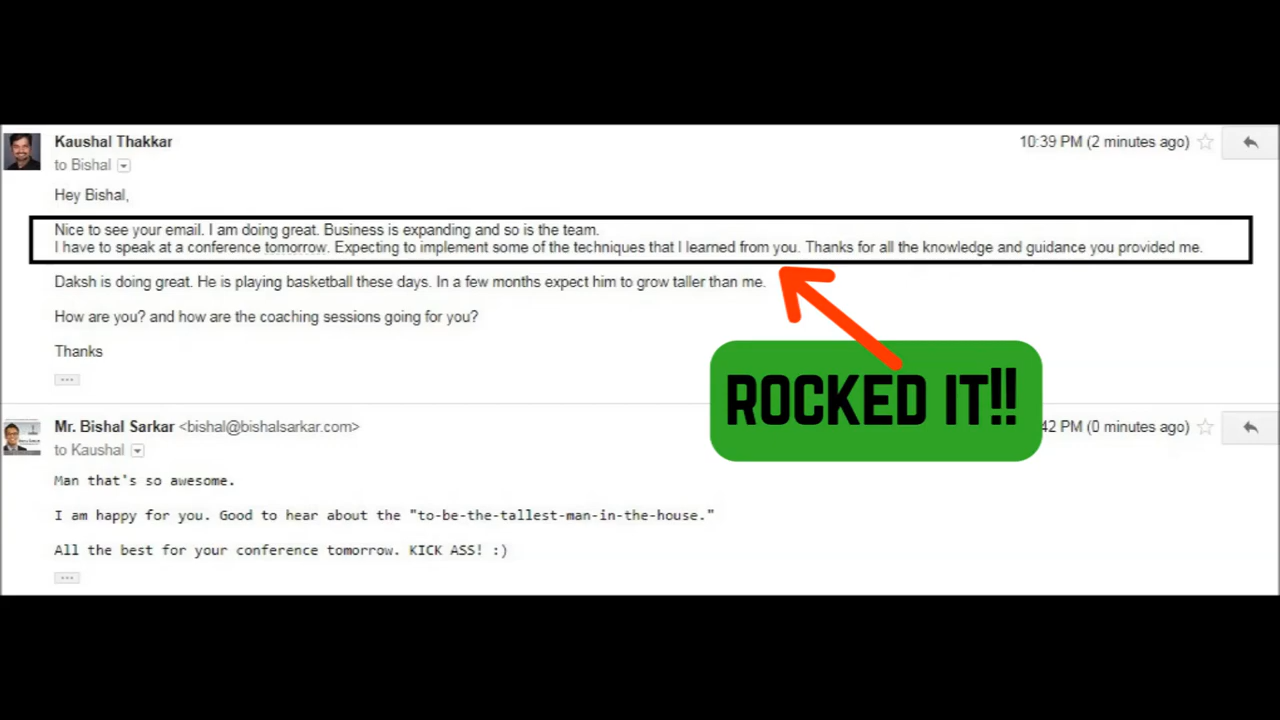 Kaushal Thakkar
10:39 PM (2 minutes ago)
to Bishal
Hey Bishal,
Nice to see your email. I am doing great. Business is expanding and so is the team.
I have to speak at a conference tomorrow. Expecting to implement some of the techniques that I learned from you. Thanks for all the knowledge and guidance you provided me.
Daksh is doing great. He is playing basketball these days. In a few months expect him to grow taller than me.
How are you? and how are the coaching sessions going for you?
Thanks
ROCKED IT!!
Mr. Bishal Sarkar <bishal@bishalsarkar.com>
42 PM (0 minutes ago)
to Kaushal
Man that's so awesome.
I am happy for you. Good to hear about the "to-be-the-tallest-man-in-the-house."
All the best for your conference tomorrow. KICK ASS! :)